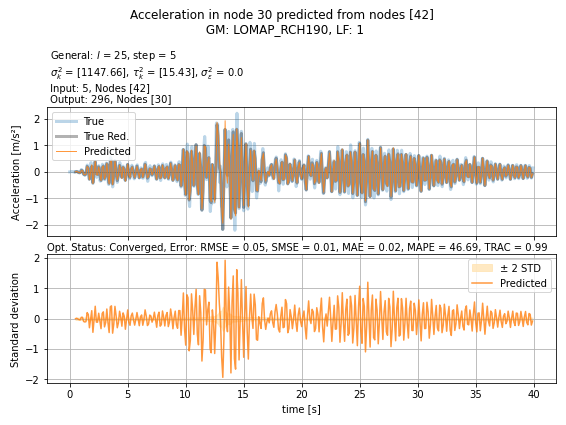 Acceleration in node 30 predicted from nodes [42]
GM: LOMAP_RCH190, LF: 1
General: l = 25, step = 5
σ²ₖ = [1147.66], τ²ₖ = [15.43], σ²ε = 0.0
Input: 5, Nodes [42]
Output: 296, Nodes [30]
True
True Red.
Predicted
Acceleration [m/s²]
2
1
0
−1
−2
Opt. Status: Converged, Error: RMSE = 0.05, SMSE = 0.01, MAE = 0.02, MAPE = 46.69, TRAC = 0.99
± 2 STD
Predicted
Standard deviation
2
1
0
−1
−2
0 5 10 15 20 25 30 35 40
time [s]